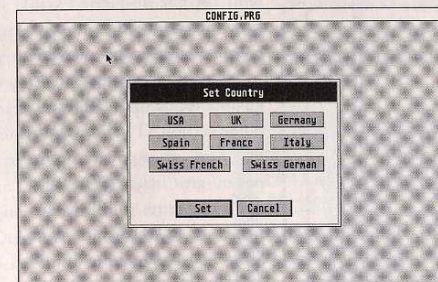 CONFIG.PRG
Set Country
USA UK Germany
Spain France Italy
Swiss French Swiss German
Set Cancel